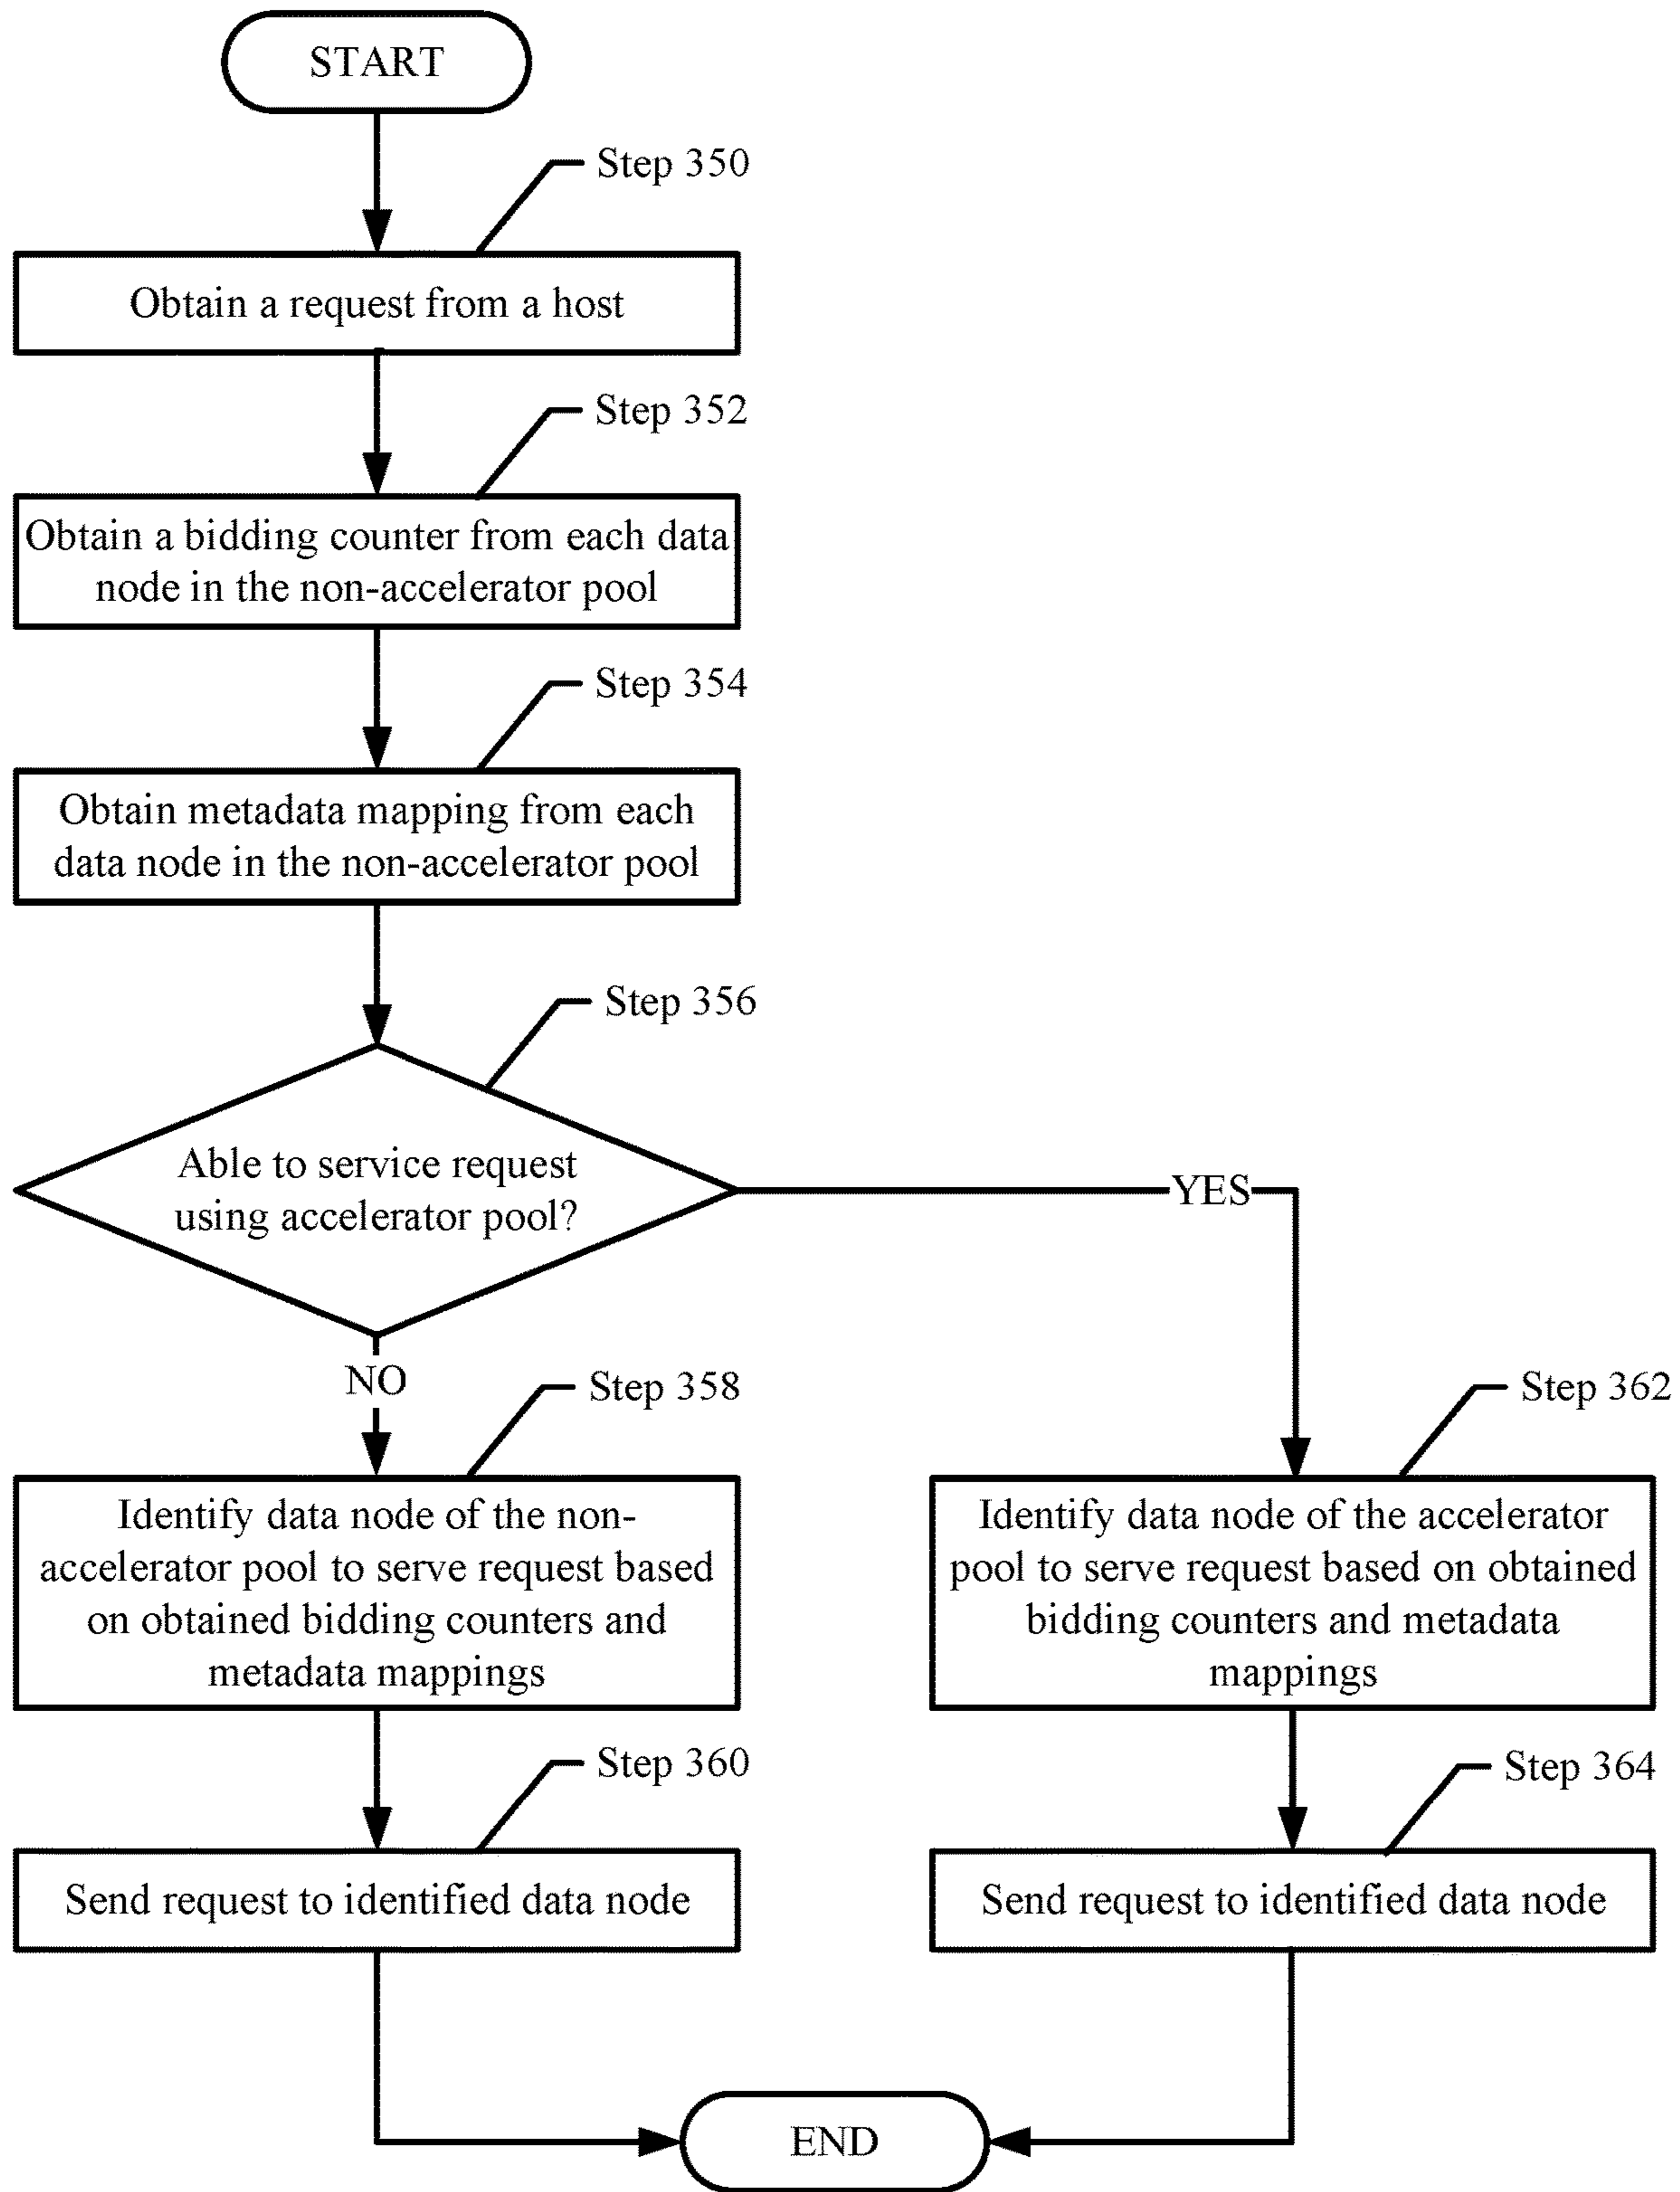 START
Step 350
Obtain a request from a host
Step 352
Obtain a bidding counter from each data
node in the non-accelerator pool
Step 354
Obtain metadata mapping from each
data node in the non-accelerator pool
Step 356
Able to service request
using accelerator pool?
YES
NO
Step 358
Identify data node of the non-
accelerator pool to serve request based
on obtained bidding counters and
metadata mappings
Step 362
Identify data node of the accelerator
pool to serve request based on obtained
bidding counters and metadata
mappings
Step 360
Send request to identified data node
Step 364
Send request to identified data node
END